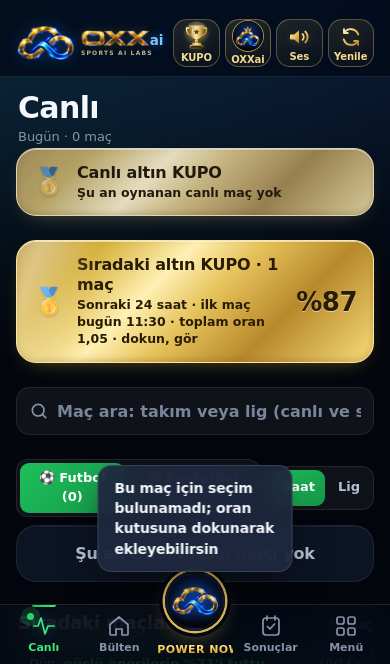 OXXai
SPORTS AI LABS
KUPO
OXXai
Ses
Yenile
Canlı
Bugün · 0 maç
Canlı altın KUPO
Şu an oynanan canlı maç yok
Sıradaki altın KUPO · 1
maç
Sonraki 24 saat · ilk maç
bugün 11:30 · toplam oran
1,05 · dokun, gör
%87
Maç ara: takım veya lig (canlı ve s
Futbo
(0)
aat
Lig
Bu maç için seçim
bulunamadı; oran
kutusuna dokunarak
ekleyebilirsin
Şu
yok
Sıradaki maçla
Canlı
Bülten
POWER NOW
Sonuçlar
Menü